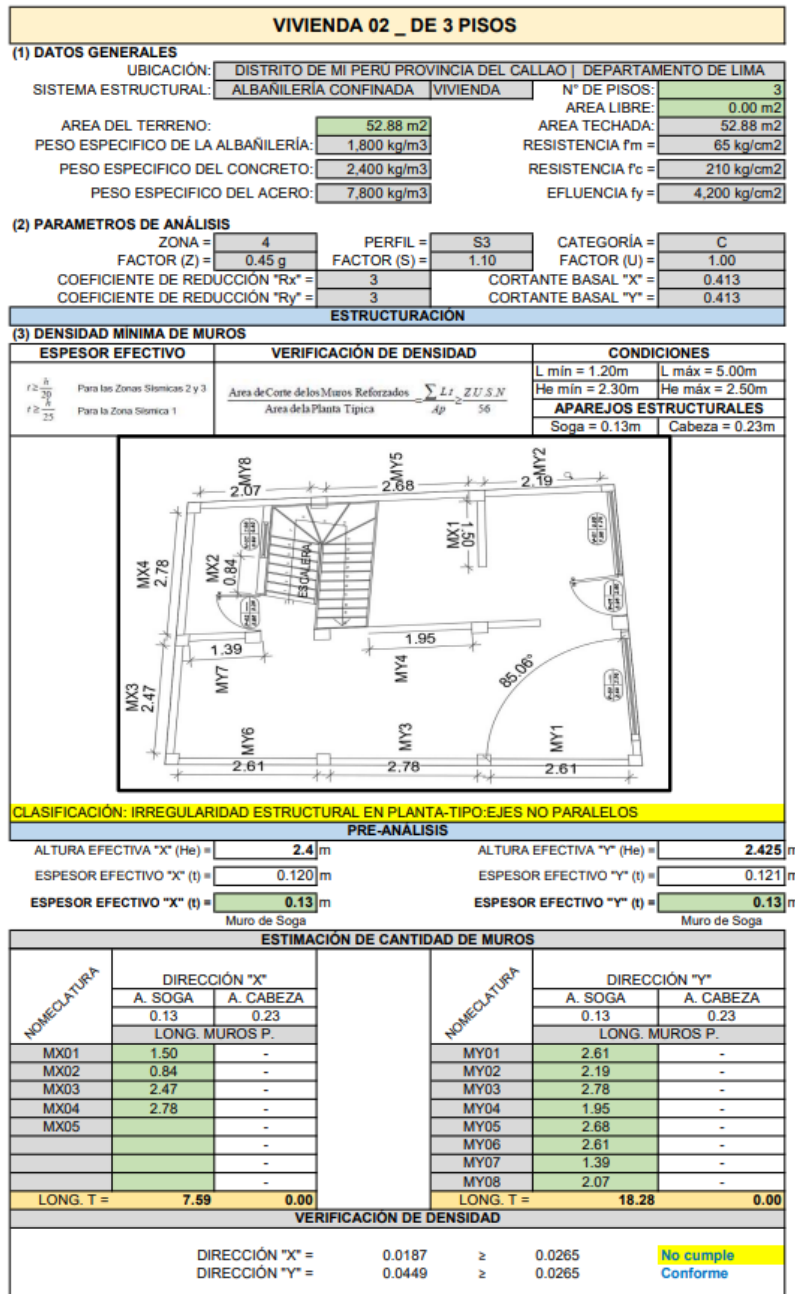 VIVIENDA 02 _ DE 3 PISOS
(1) DATOS GENERALES
UBICACIÓN: DISTRITO DE MI PERÚ PROVINCIA DEL CALLAO | DEPARTAMENTO DE LIMA
SISTEMA ESTRUCTURAL: ALBAÑILERÍA CONFINADA VIVIENDA N° DE PISOS: 3
AREA LIBRE: 0.00 m2
AREA DEL TERRENO: 52.88 m2 AREA TECHADA: 52.88 m2
PESO ESPECIFICO DE LA ALBAÑILERÍA: 1,800 kg/m3 RESISTENCIA f'm = 65 kg/cm2
PESO ESPECIFICO DEL CONCRETO: 2,400 kg/m3 RESISTENCIA f'c = 210 kg/cm2
PESO ESPECIFICO DEL ACERO: 7,800 kg/m3 EFLUENCIA fy = 4,200 kg/cm2
(2) PARAMETROS DE ANÁLISIS
ZONA = 4 PERFIL = S3 CATEGORÍA = C
FACTOR (Z) = 0.45 g FACTOR (S) = 1.10 FACTOR (U) = 1.00
COEFICIENTE DE REDUCCIÓN "Rx" = 3 CORTANTE BASAL "X" = 0.413
COEFICIENTE DE REDUCCIÓN "Ry" = 3 CORTANTE BASAL "Y" = 0.413
ESTRUCTURACIÓN
(3) DENSIDAD MÍNIMA DE MUROS
ESPESOR EFECTIVO VERIFICACIÓN DE DENSIDAD CONDICIONES
L mín = 1.20m L máx = 5.00m
t ≥ h/20 Para las Zonas Sísmicas 2 y 3 Area de Corte de los Muros Reforzados / Area de la Planta Típica = ∑ L t / Ap ≥ Z.U.S.N / 56 He mín = 2.30m He máx = 2.50m
t ≥ h/25 Para la Zona Sísmica 1 APAREJOS ESTRUCTURALES
Soga = 0.13m Cabeza = 0.23m
MY8 MY5 MY2
2.07 2.68 2.19
MX4 2.78
MX2 0.84
ESCALERA
MX1 1.50
1.39
MY7
1.95
MY4
85.06°
MX3 2.47
MY6 MY3 MY1
2.61 2.78 2.61
CLASIFICACIÓN: IRREGULARIDAD ESTRUCTURAL EN PLANTA-TIPO:EJES NO PARALELOS
PRE-ANÁLISIS
ALTURA EFECTIVA "X" (He) = 2.4 m ALTURA EFECTIVA "Y" (He) = 2.425 m
ESPESOR EFECTIVO "X" (t) = 0.120 m ESPESOR EFECTIVO "Y" (t) = 0.121 m
ESPESOR EFECTIVO "X" (t) = 0.13 m ESPESOR EFECTIVO "Y" (t) = 0.13 m
Muro de Soga Muro de Soga
ESTIMACIÓN DE CANTIDAD DE MUROS
NOMECLATURA DIRECCIÓN "X" NOMECLATURA DIRECCIÓN "Y"
A. SOGA A. CABEZA A. SOGA A. CABEZA
0.13 0.23 0.13 0.23
LONG. MUROS P. LONG. MUROS P.
MX01 1.50 - MY01 2.61 -
MX02 0.84 - MY02 2.19 -
MX03 2.47 - MY03 2.78 -
MX04 2.78 - MY04 1.95 -
MX05 - MY05 2.68 -
- MY06 2.61 -
- MY07 1.39 -
- MY08 2.07 -
LONG. T = 7.59 0.00 LONG. T = 18.28 0.00
VERIFICACIÓN DE DENSIDAD
DIRECCIÓN "X" = 0.0187 ≥ 0.0265 No cumple
DIRECCIÓN "Y" = 0.0449 ≥ 0.0265 Conforme